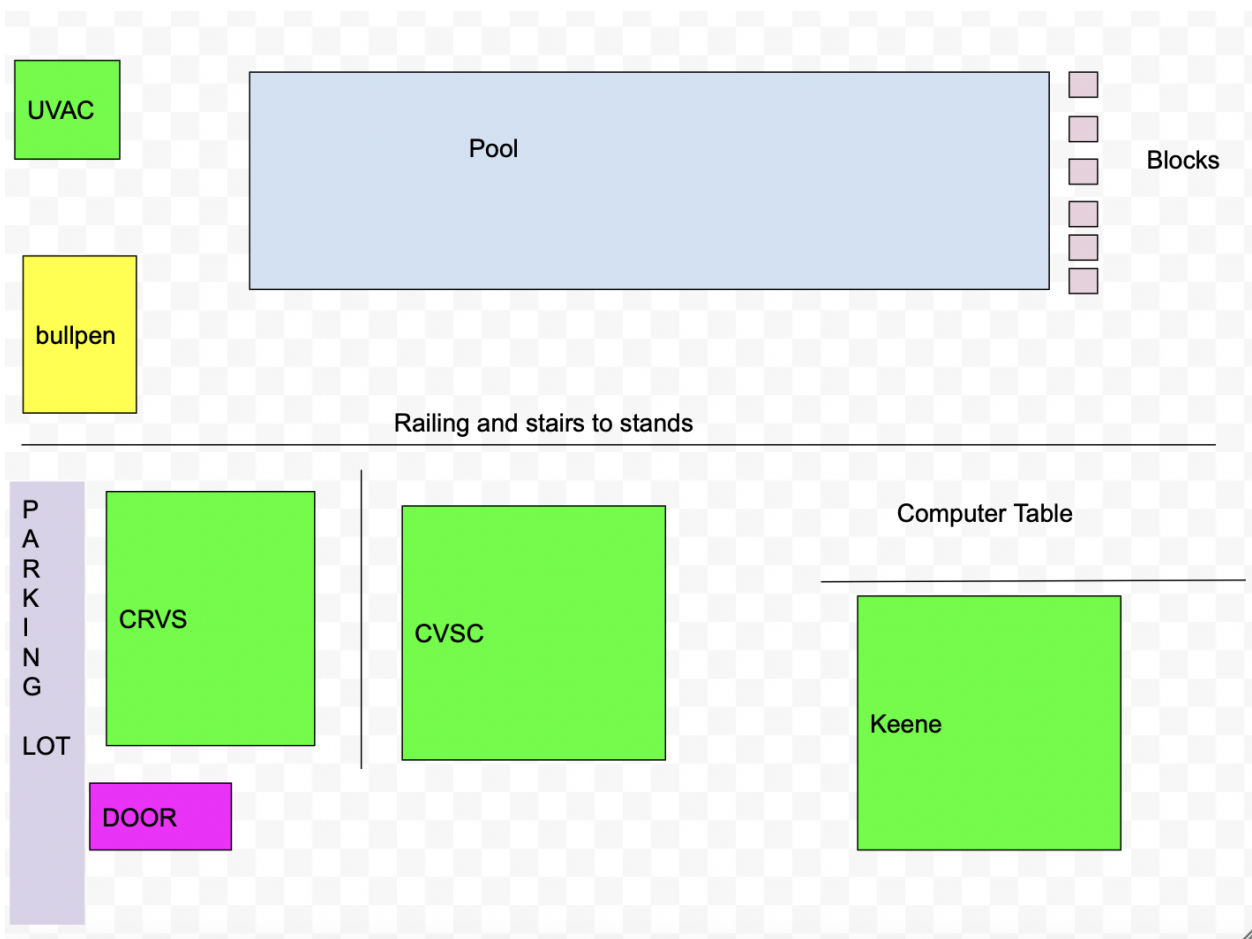 UVAC
Pool
Blocks
bullpen
Railing and stairs to stands
P
A
R
K
I
N
G
LOT
CRVS
CVSC
Computer Table
Keene
DOOR